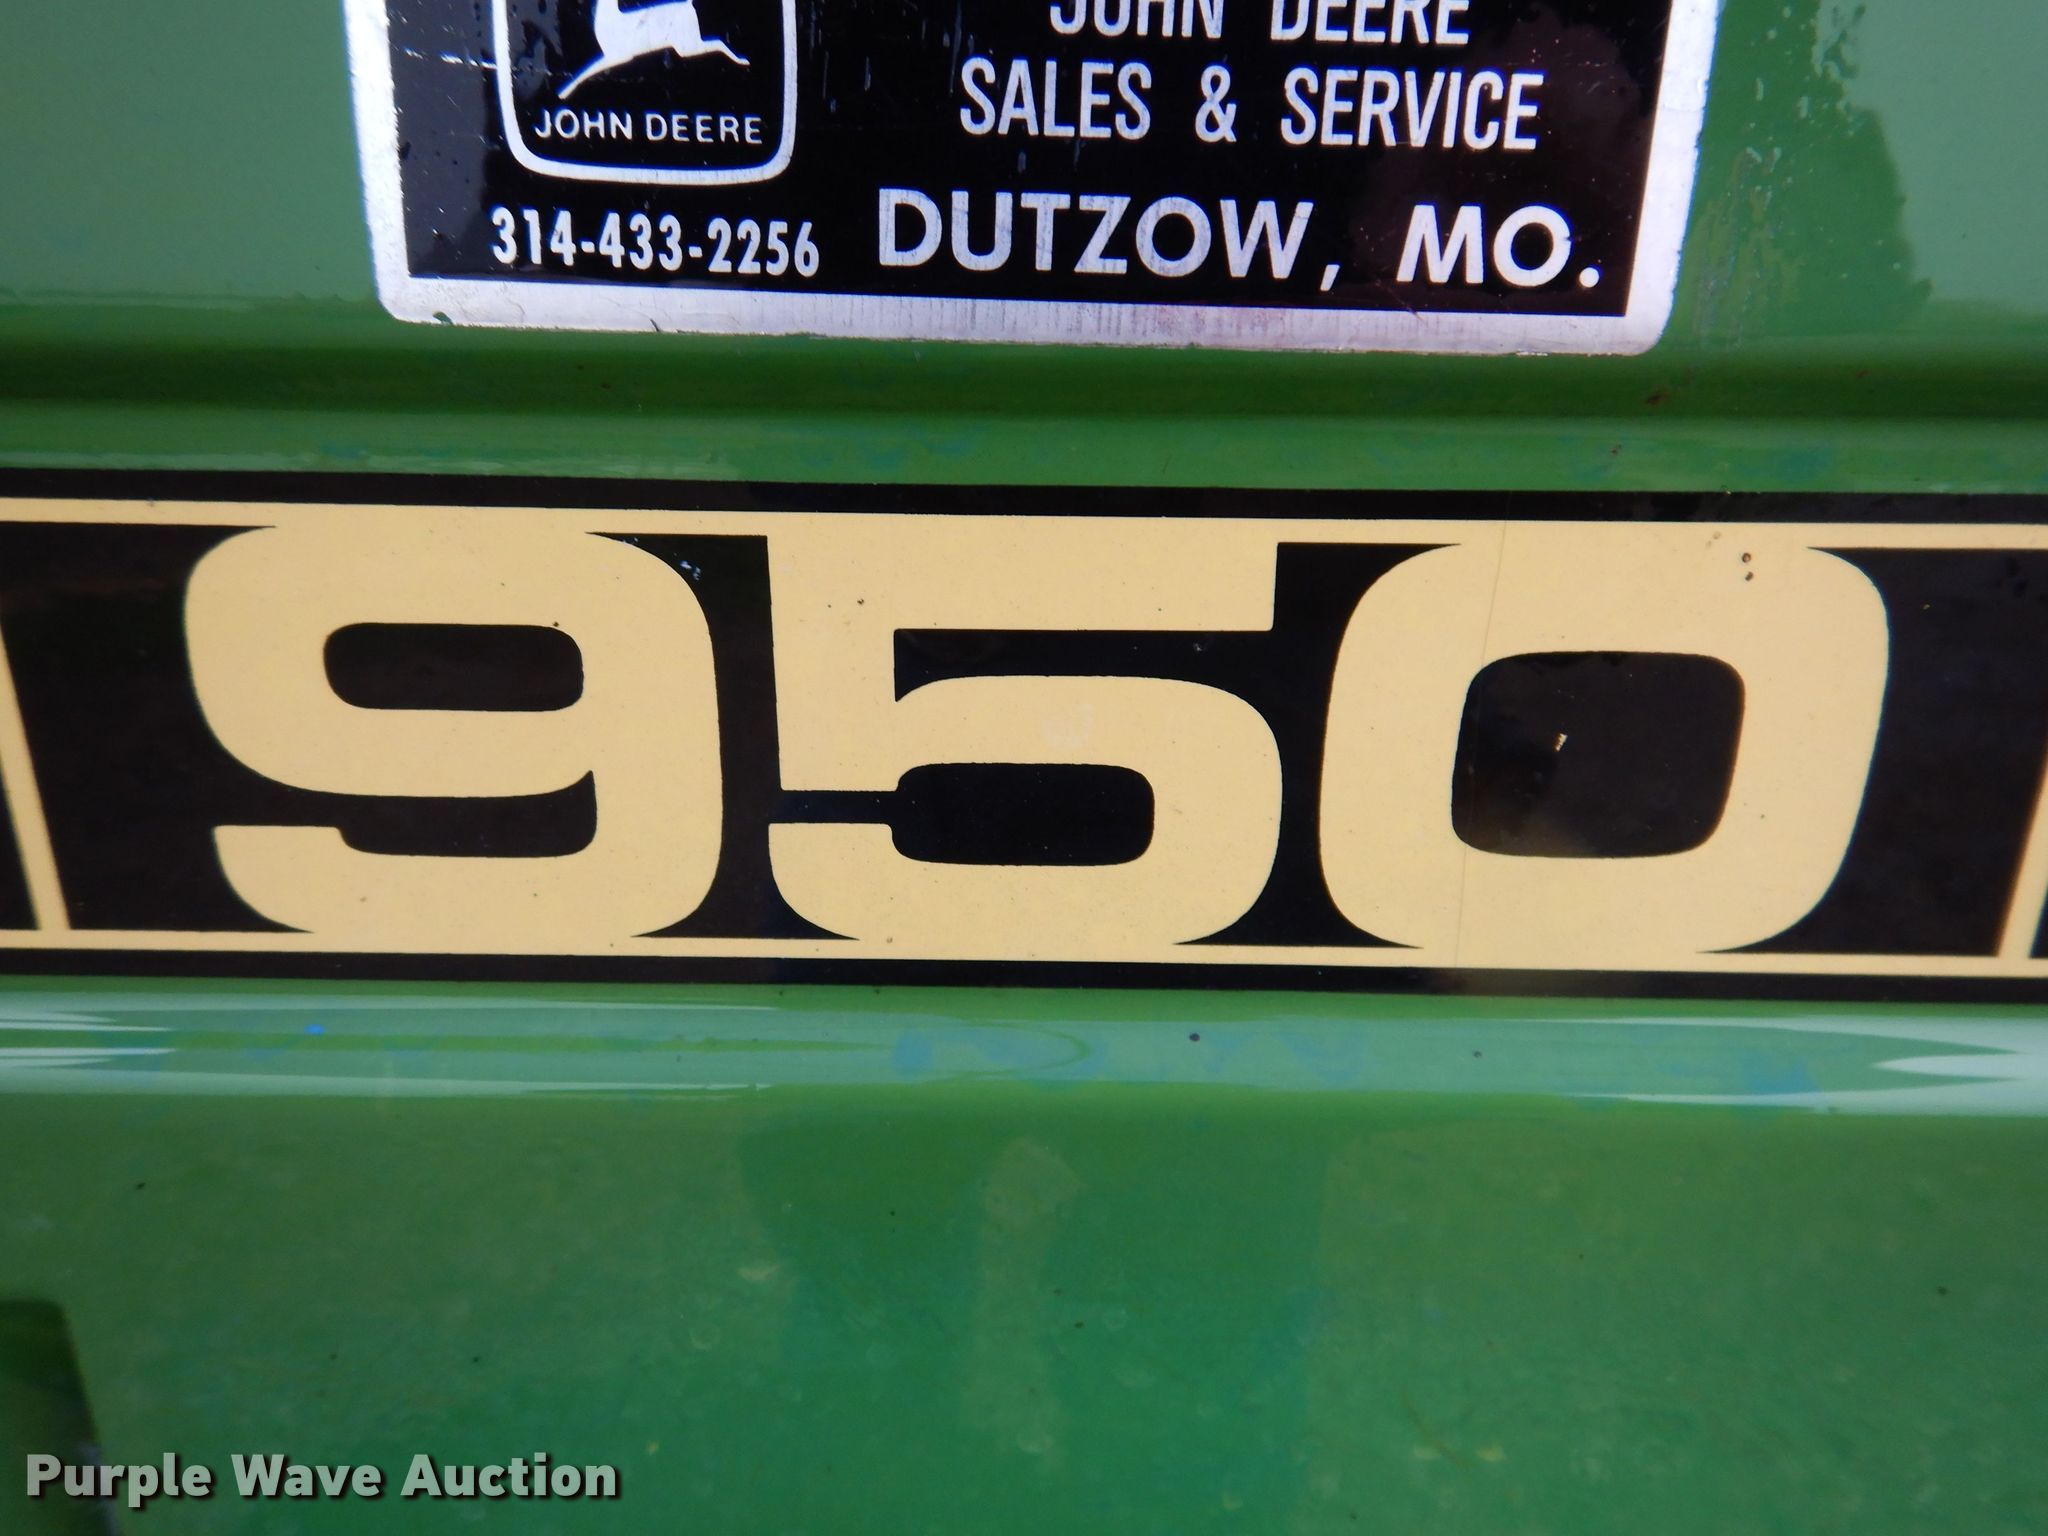 JOHN DEERE
SALES & SERVICE
JOHN DEERE
314-433-2256 DUTZOW, MO.
950
Purple Wave Auction